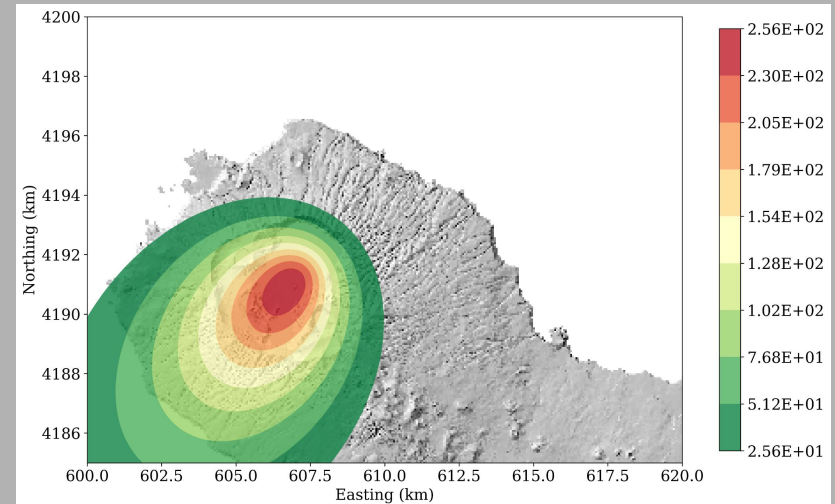 4200
4198
4196
4194
4192
4190
4188
4186
Northing (km)
600.0 602.5 605.0 607.5 610.0 612.5 615.0 617.5 620.0
Easting (km)
2.56E+02
2.30E+02
2.05E+02
1.79E+02
1.54E+02
1.28E+02
1.02E+02
7.68E+01
5.12E+01
2.56E+01